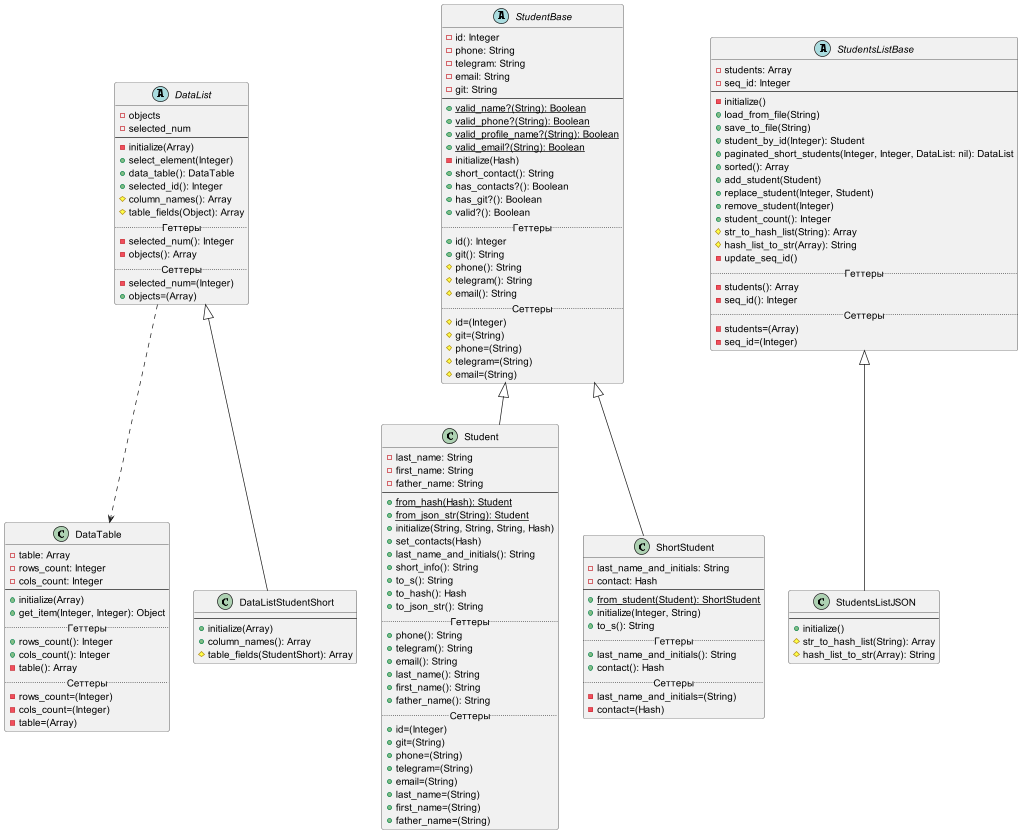 StudentBase
id: Integer
phone: String
telegram: String
email: String
git: String
valid_name?(String): Boolean
valid_phone?(String): Boolean
valid_profile_name?(String): Boolean
valid_email?(String): Boolean
initialize(Hash)
short_contact(): String
has_contacts?(): Boolean
has_git?(): Boolean
valid?(): Boolean
Геттеры
id(): Integer
git(): String
phone(): String
telegram(): String
email(): String
Сеттеры
id=(Integer)
git=(String)
phone=(String)
telegram=(String)
email=(String)
StudentsListBase
students: Array
seq_id: Integer
initialize()
load_from_file(String)
save_to_file(String)
student_by_id(Integer): Student
paginated_short_students(Integer, Integer, DataList: nil): DataList
sorted(): Array
add_student(Student)
replace_student(Integer, Student)
remove_student(Integer)
student_count(): Integer
str_to_hash_list(String): Array
hash_list_to_str(Array): String
update_seq_id()
Геттеры
students(): Array
seq_id(): Integer
Сеттеры
students=(Array)
seq_id=(Integer)
DataList
objects
selected_num
initialize(Array)
select_element(Integer)
data_table(): DataTable
selected_id(): Integer
column_names(): Array
table_fields(Object): Array
Геттеры
selected_num(): Integer
objects(): Array
Сеттеры
selected_num=(Integer)
objects=(Array)
Student
last_name: String
first_name: String
father_name: String
from_hash(Hash): Student
from_json_str(String): Student
initialize(String, String, String, Hash)
set_contacts(Hash)
last_name_and_initials(): String
short_info(): String
to_s(): String
to_hash(): Hash
to_json_str(): String
Геттеры
phone(): String
telegram(): String
email(): String
last_name(): String
first_name(): String
father_name(): String
Сеттеры
id=(Integer)
git=(String)
phone=(String)
telegram=(String)
email=(String)
last_name=(String)
first_name=(String)
father_name=(String)
DataTable
table: Array
rows_count: Integer
cols_count: Integer
initialize(Array)
get_item(Integer, Integer): Object
Геттеры
rows_count(): Integer
cols_count(): Integer
table(): Array
Сеттеры
rows_count=(Integer)
cols_count=(Integer)
table=(Array)
DataListStudentShort
initialize(Array)
column_names(): Array
table_fields(StudentShort): Array
ShortStudent
last_name_and_initials: String
contact: Hash
from_student(Student): ShortStudent
initialize(Integer, String)
to_s(): String
Геттеры
last_name_and_initials(): String
contact(): Hash
Сеттеры
last_name_and_initials=(String)
contact=(Hash)
StudentsListJSON
initialize()
str_to_hash_list(String): Array
hash_list_to_str(Array): String